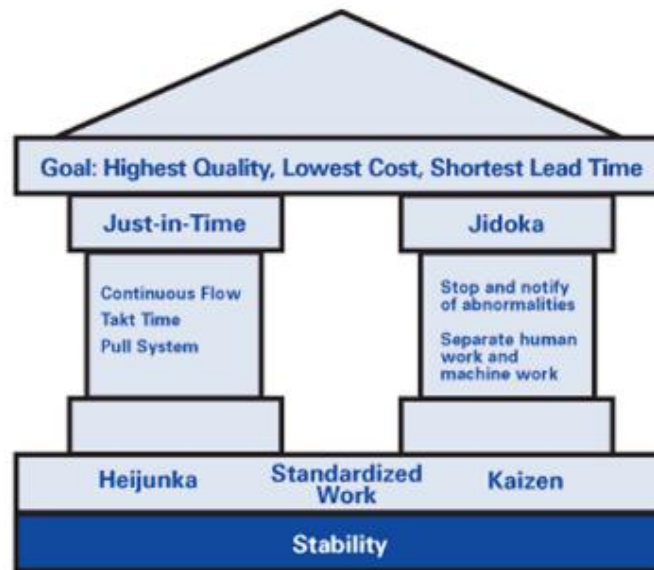 Goal: Highest Quality, Lowest Cost, Shortest Lead Time
Just-in-Time
Continuous Flow
Takt Time
Pull System
Jidoka
Stop and notify
of abnormalities
Separate human
work and
machine work
Heijunka
Standardized
Work
Kaizen
Stability